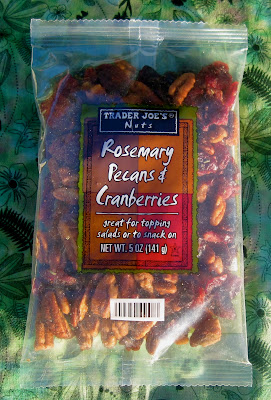 TRADER JOE'S®
Nuts
Rosemary
Pecans &
Cranberries
great for topping
salads or to snack on
NET WT. 5 OZ (141 g)